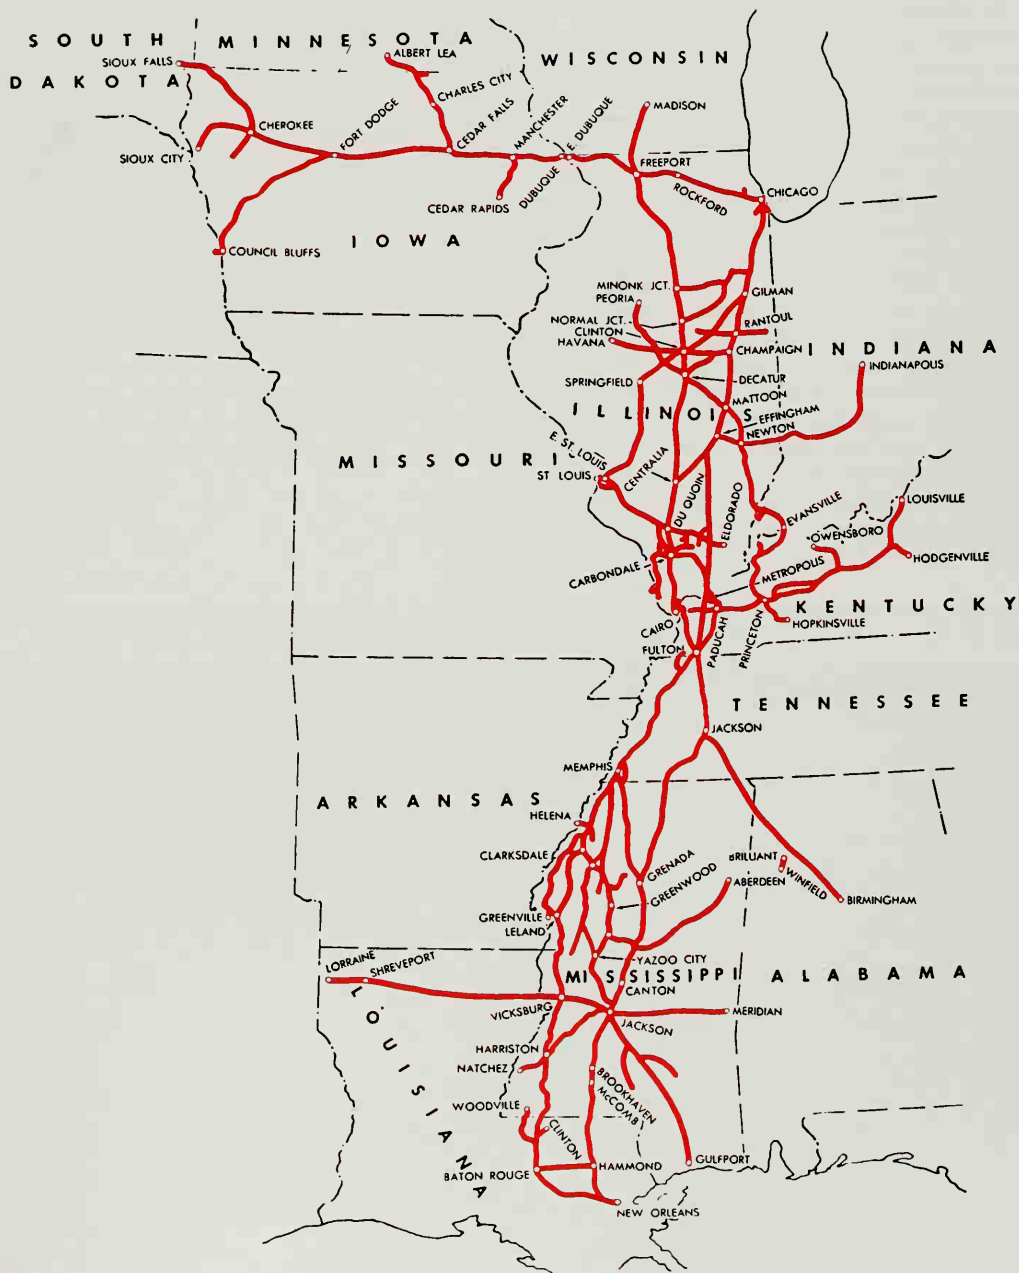 SOUTH DAKOTA
MINNESOTA
WISCONSIN
SIOUX FALLS
ALBERT LEA
CHARLES CITY
CHEROKEE
FORT DODGE
CEDAR FALLS
MANCHESTER
E. DUBUQUE
MADISON
SIOUX CITY
CEDAR RAPIDS
DUBUQUE
FREEPORT
ROCKFORD
CHICAGO
COUNCIL BLUFFS
IOWA
MINONK JCT.
PEORIA
GILMAN
NORMAL JCT.
CLINTON
HAVANA
RANTOUL
CHAMPAIGN
INDIANA
INDIANAPOLIS
SPRINGFIELD
DECATUR
MATTOON
ILLINOIS
EFFINGHAM
NEWTON
MISSOURI
E. ST. LOUIS
ST LOUIS
CENTRALIA
DU QUOIN
ELDORADO
EVANSVILLE
LOUISVILLE
OWENSBORO
CARBONDALE
METROPOLIS
HODGENVILLE
KENTUCKY
CAIRO
HOPKINSVILLE
FULTON
PADUCAH
PRINCETON
TENNESSEE
JACKSON
MEMPHIS
ARKANSAS
HELENA
CLARKSDALE
GRENADA
GREENWOOD
BRILLIANT
WINFIELD
ABERDEEN
BIRMINGHAM
GREENVILLE
LELAND
YAZOO CITY
LORRAINE
SHREVEPORT
MISSISSIPPI
ALABAMA
CANTON
VICKSBURG
JACKSON
MERIDIAN
LOUISIANA
HARRISTON
NATCHEZ
BROOKHAVEN
McCOMB
WOODVILLE
CLINTON
BATON ROUGE
HAMMOND
GULFPORT
NEW ORLEANS